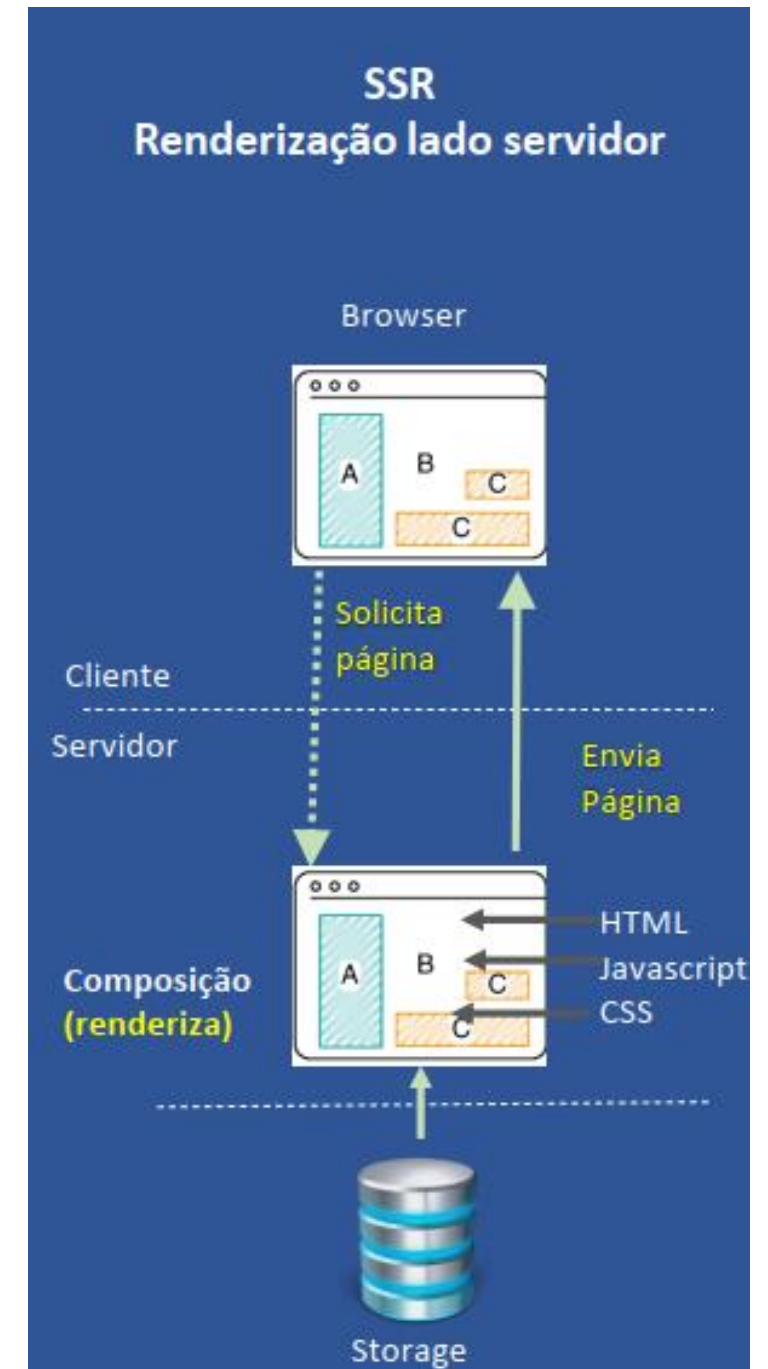 SSR
Renderização lado servidor
Browser
A
B
C
C
Solicita
página
Cliente
Servidor
Envia
Página
A
B
C
C
HTML
Javascript
CSS
Composição
(renderiza)
Storage